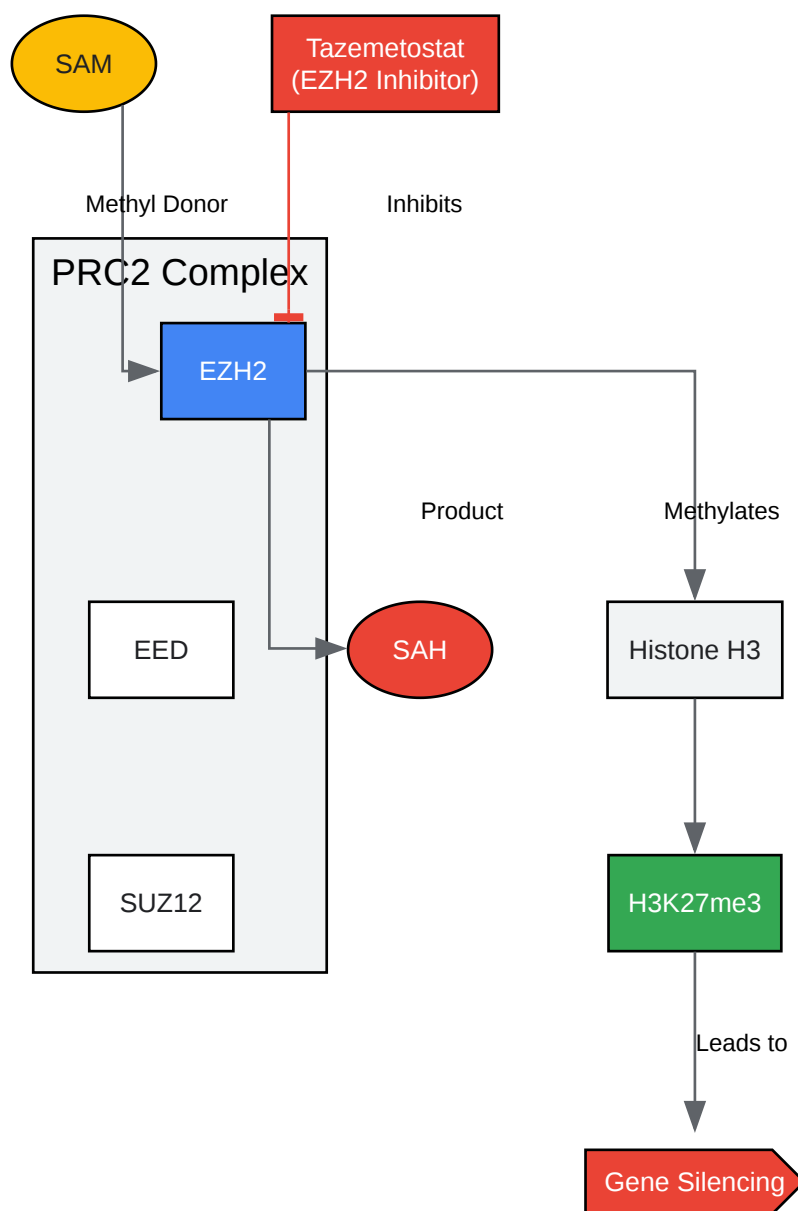 SAM
Tazemetostat
(EZH2 Inhibitor)
Methyl Donor
Inhibits
PRC2 Complex
EZH2
Product
Methylates
EED
SAH
Histone H3
SUZ12
H3K27me3
Leads to
Gene Silencing